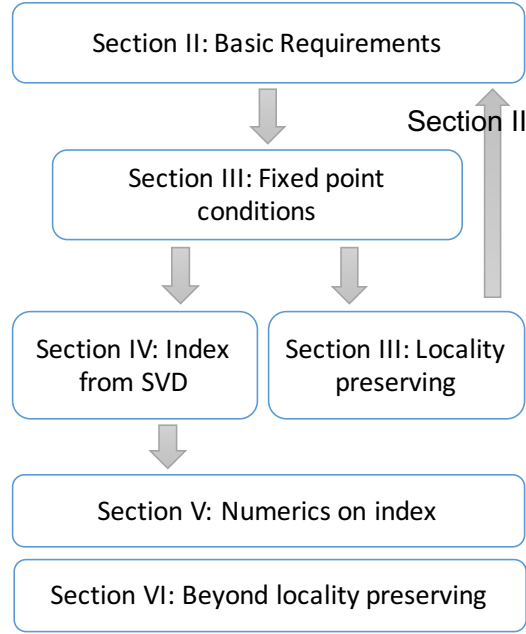 Section II: Basic Requirements
Section II
Section III: Fixed point
conditions
Section IV: Index
from SVD
Section III: Locality
preserving
Section V: Numerics on index
Section VI: Beyond locality preserving